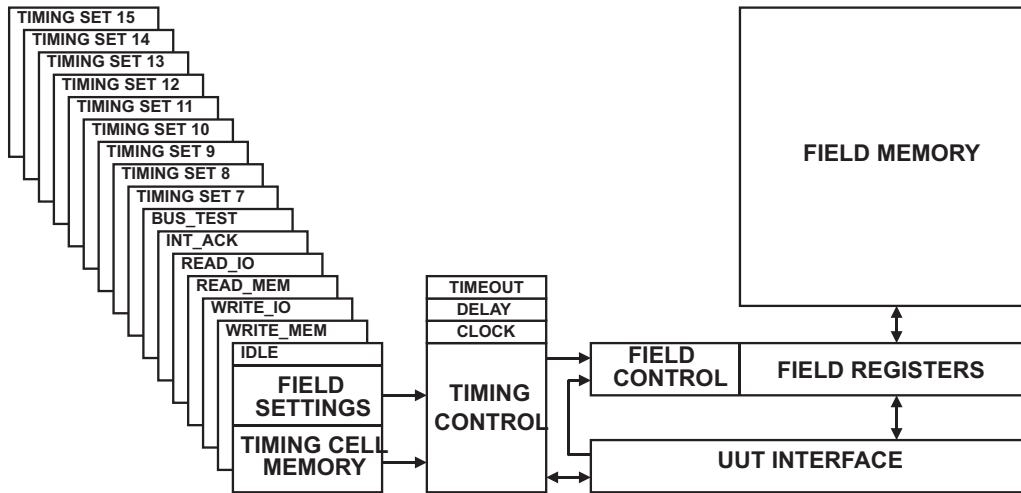 TIMING SET 15
TIMING SET 14
TIMING SET 13
TIMING SET 12
TIMING SET 11
TIMING SET 10
TIMING SET 9
TIMING SET 8
TIMING SET 7
BUS_TEST
INT_ACK
READ_IO
READ_MEM
WRITE_IO
WRITE_MEM
IDLE
FIELD
SETTINGS
TIMING CELL
MEMORY
TIMEOUT
DELAY
CLOCK
TIMING
CONTROL
FIELD MEMORY
FIELD
CONTROL
FIELD REGISTERS
UUT INTERFACE